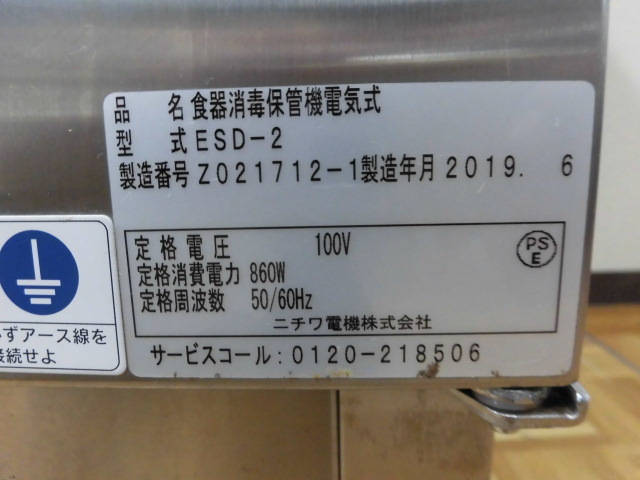 品 名 食器消毒保管機電気式
型 式 ESD-2
製造番号 Z021712-1 製造年月 2019. 6
定格電圧 100V
定格消費電力 860W
定格周波数 50/60Hz
PS
E
ニチワ電機株式会社
サービスコール:0120-218506
ずアース線を
接続せよ